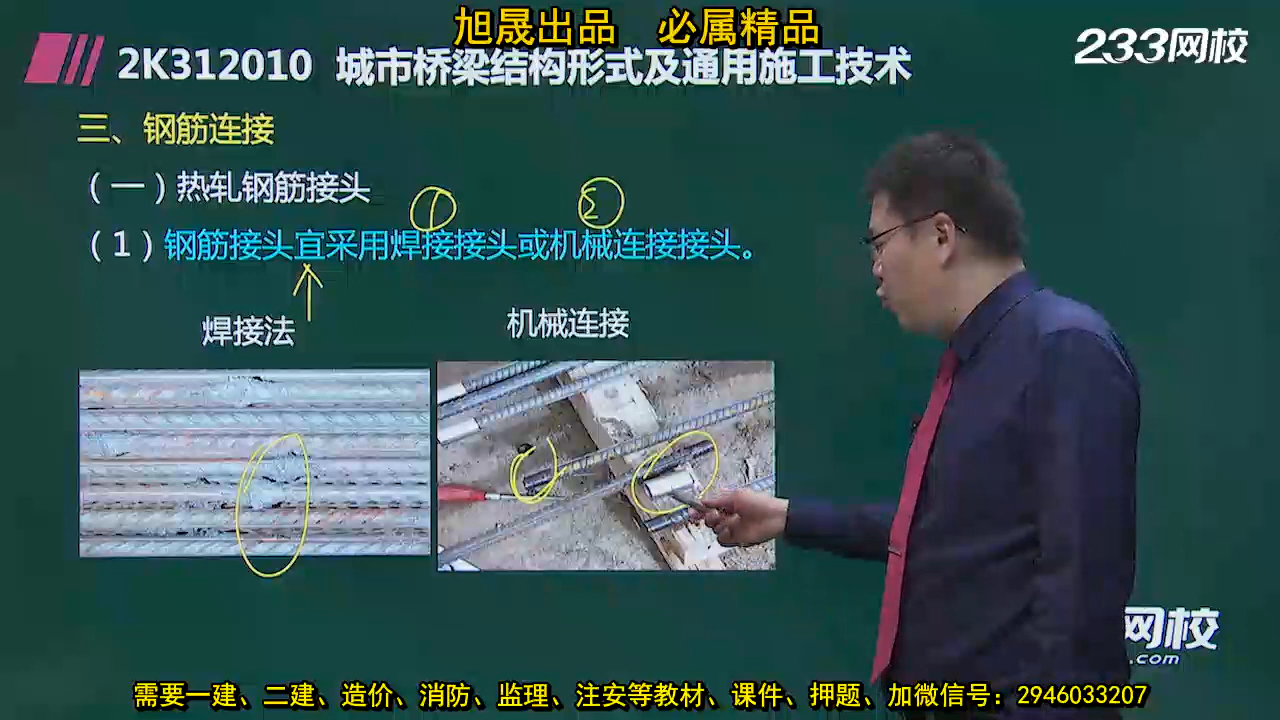 旭晟出品 必属精品
2K312010 城市桥梁结构形式及通用施工技术
233网校
三、钢筋连接
（一）热轧钢筋接头
① ②
（1）钢筋接头宜采用焊接接头或机械连接接头。
焊接法
机械连接
网校
.com
需要一建、二建、造价、消防、监理、注安等教材、课件、押题、加微信号：2946033207